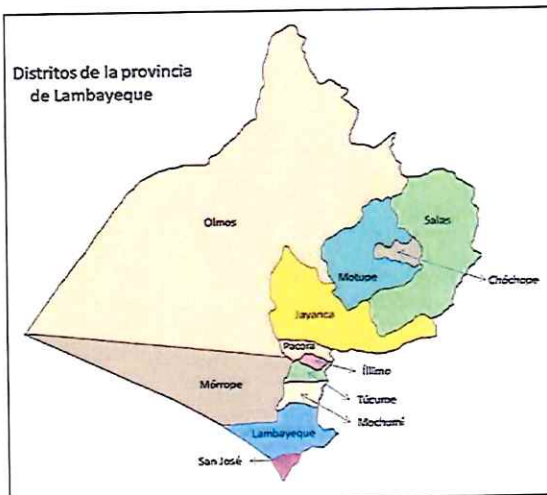 Distritos de la provincia
de Lambayeque
Olmos
Salas
Motupe
Chóchope
Jayanca
Pacora
Íllimo
Mórrope
Túcume
Mochumí
Lambayeque
San José